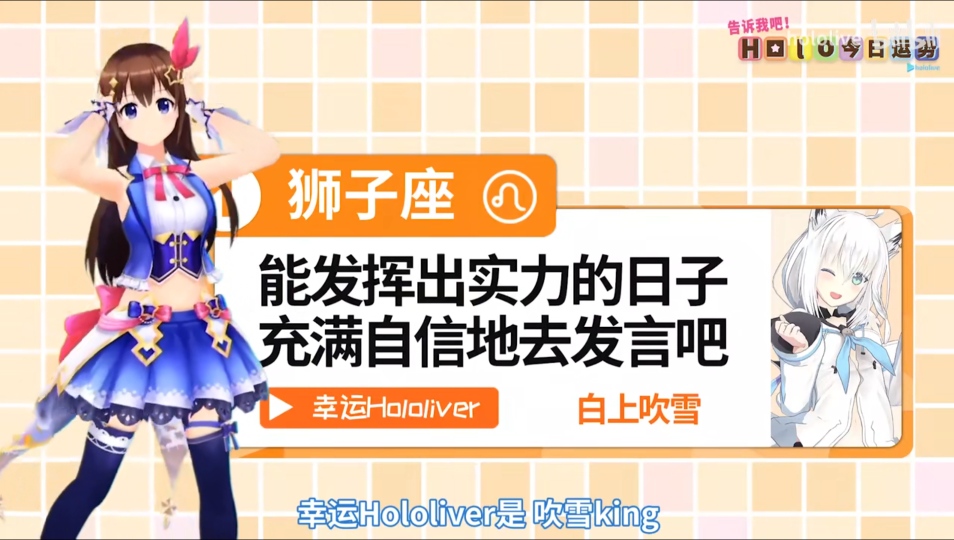 告诉我吧!
HOLO今日运势
hololive
狮子座
能发挥出实力的日子
充满自信地去发言吧
幸运Hololiver
白上吹雪
幸运Hololiver是 吹雪king